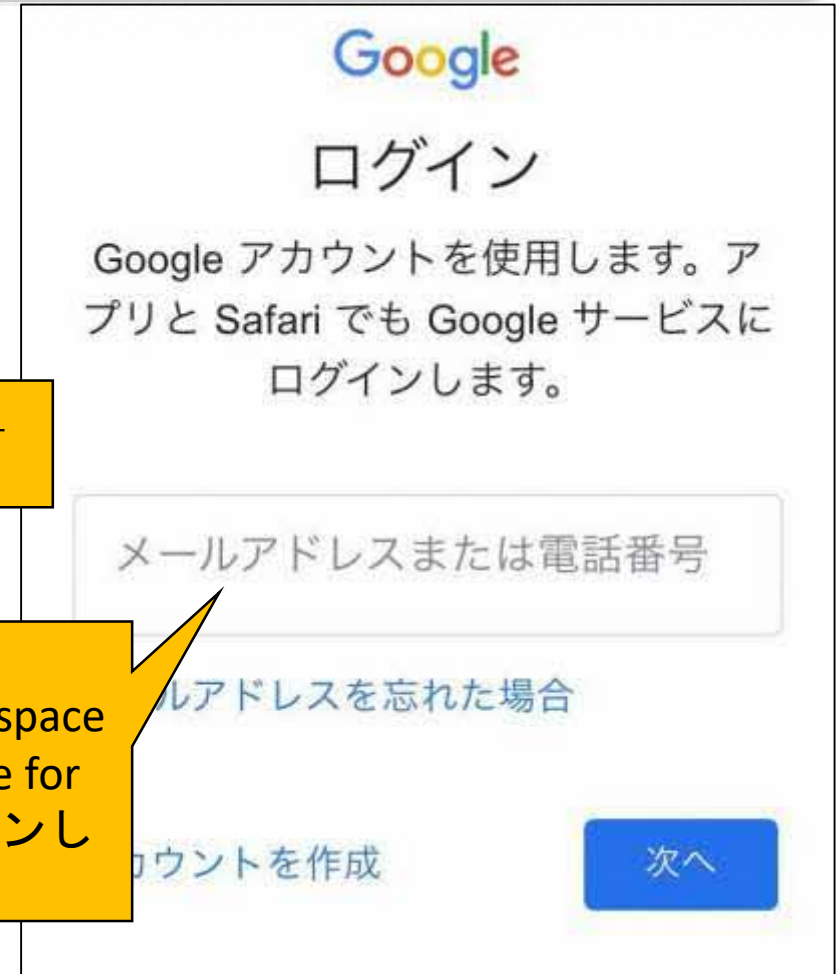 Google
ログイン
Google アカウントを使用します。ア
プリと Safari でも Google サービスに
ログインします。
メールアドレスまたは電話番号
ルアドレスを忘れた場合
space
e for
ンし
カウントを作成
次へ